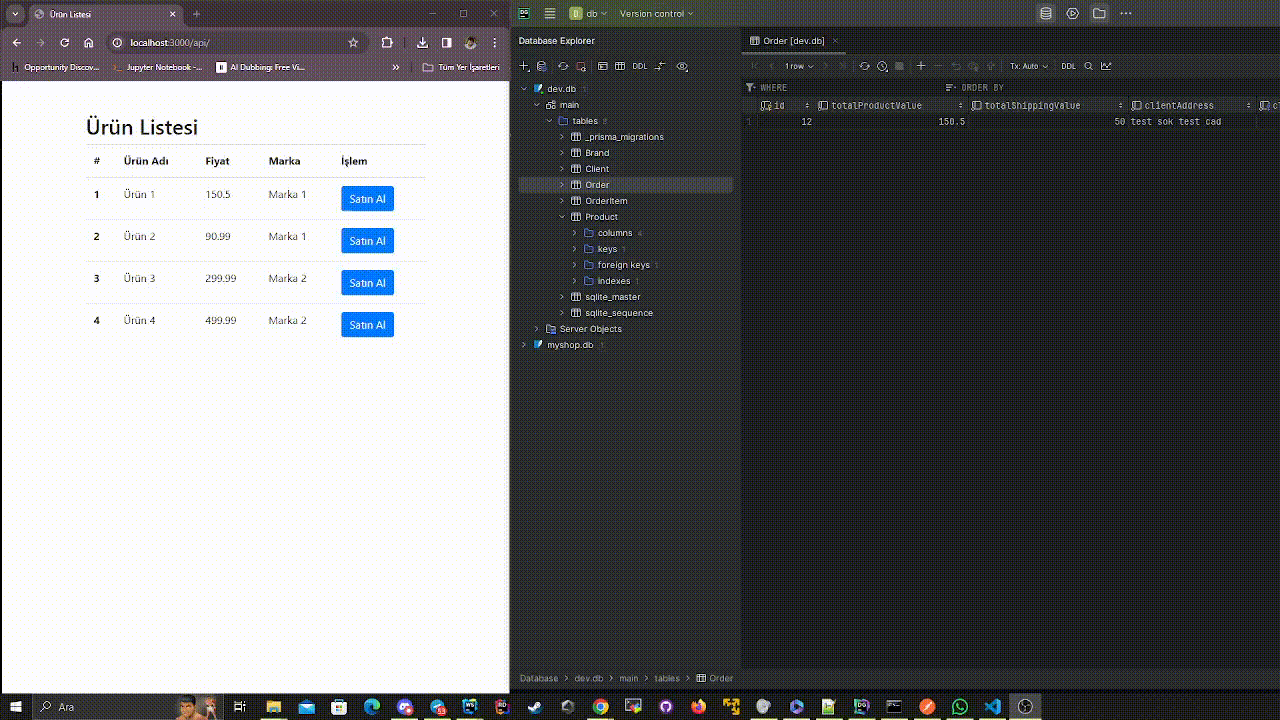 Ürün Listesi
localhost:3000/api/
Opportunity Discov...
Jupyter Notebook -...
AI Dubbing: Free Vi...
»
Tüm Yer İşaretleri
Ürün Listesi
# Ürün Adı Fiyat Marka İşlem
1 Ürün 1 150.5 Marka 1 Satın Al
2 Ürün 2 90.99 Marka 1 Satın Al
3 Ürün 3 299.99 Marka 2 Satın Al
4 Ürün 4 499.99 Marka 2 Satın Al
DG db Version control
Database Explorer
DDL
dev.db 1
main
tables 8
_prisma_migrations
Brand
Client
Order
OrderItem
Product
columns 4
keys 1
foreign keys 1
indexes 1
sqlite_master
sqlite_sequence
Server Objects
myshop.db 1
Order [dev.db]
1 row Tx: Auto DDL
WHERE ORDER BY
id totalProductValue totalShippingValue clientAddress
1 12 150.5 50 test sok test cad
Database > dev.db > main > tables > Order
Ara